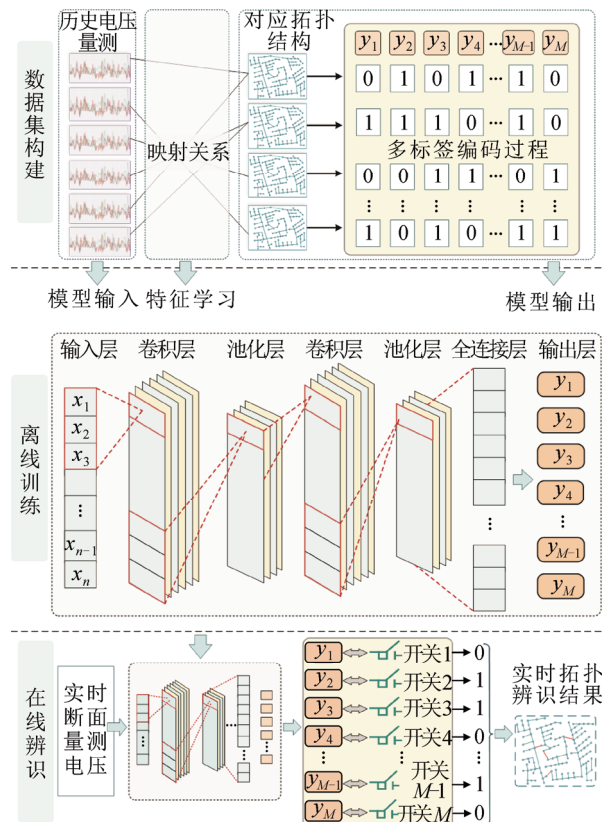 数据集构建
历史电压
量测
映射关系
对应拓扑
结构
y1 y2 y3 y4 ... yM-1 yM
0 1 0 1 ... 1 0
1 1 1 0 ... 1 0
多标签编码过程
0 0 1 1 ... 0 1
⋮ ⋮ ⋮ ⋮ ⋮ ⋮
1 0 1 0 ... 1 1
模型输入
特征学习
模型输出
离线训练
输入层 卷积层 池化层 卷积层 池化层 全连接层 输出层
x1
x2
x3
⋮
xn-1
xn
⋮
y1
y2
y3
y4
⋮
yM-1
yM
在线辨识
实时
断面
量测
电压
y1 开关1 0
y2 开关2 1
y3 开关3 1
y4 开关4 0
⋮ ⋮ ⋮
yM-1 开关M-1 1
yM 开关M 0
实时拓扑
辨识结果